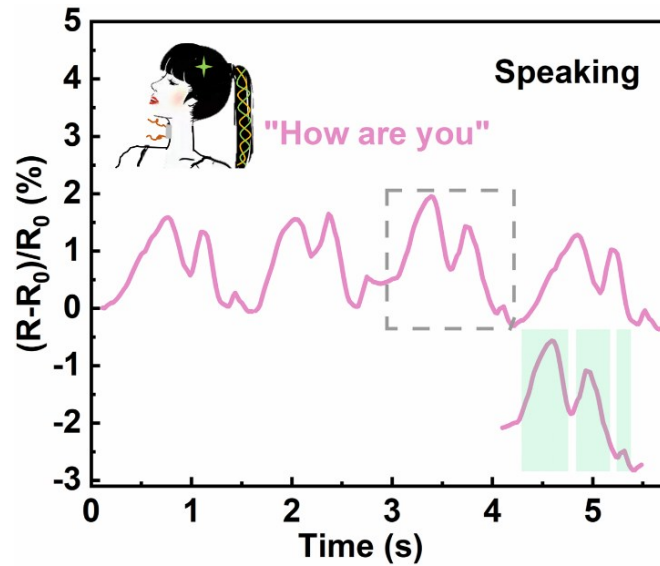 5
4
3
2
1
0
-1
-2
-3
(R-R₀)/R₀ (%)
Speaking
"How are you"
0 1 2 3 4 5
Time (s)